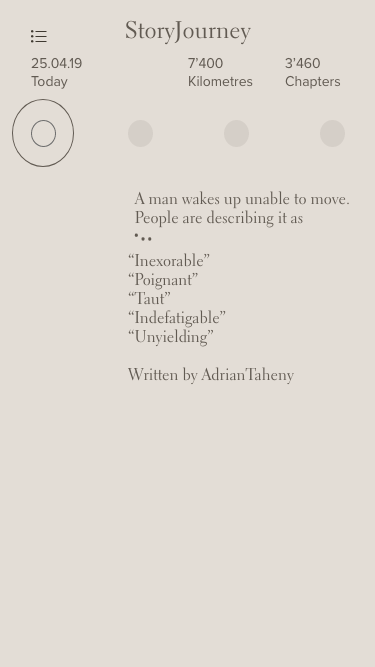 StoryJourney
25.04.19 7'400 3'460
Today Kilometres Chapters
A man wakes up unable to move.
People are describing it as
...
“Inexorable”
“Poignant”
“Taut”
“Indefatigable”
“Unyielding”
Written by AdrianTaheny